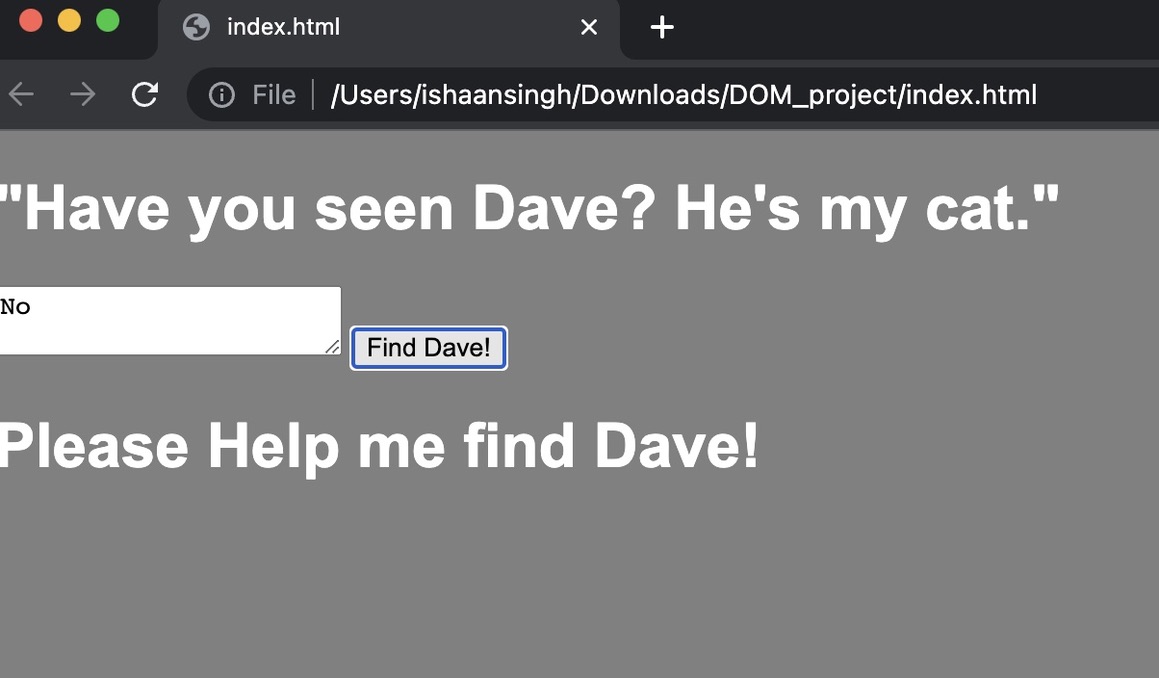 index.html
File /Users/ishaansingh/Downloads/DOM_project/index.html
"Have you seen Dave? He's my cat."
No
Find Dave!
Please Help me find Dave!